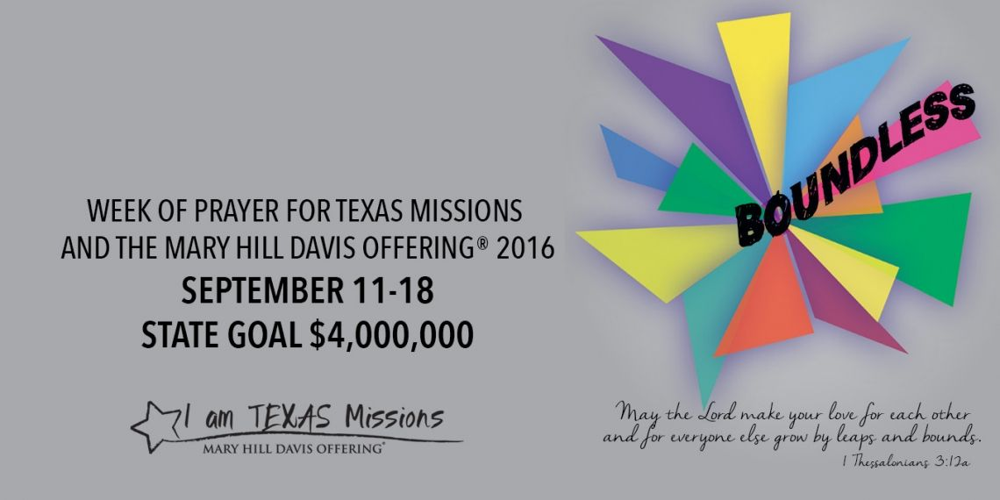 WEEK OF PRAYER FOR TEXAS MISSIONS
AND THE MARY HILL DAVIS OFFERING® 2016
SEPTEMBER 11-18
STATE GOAL $4,000,000
I am TEXAS Missions
MARY HILL DAVIS OFFERING®
BOUNDLESS
May the Lord make your love for each other
and for everyone else grow by leaps and bounds.
1 Thessalonians 3:12a